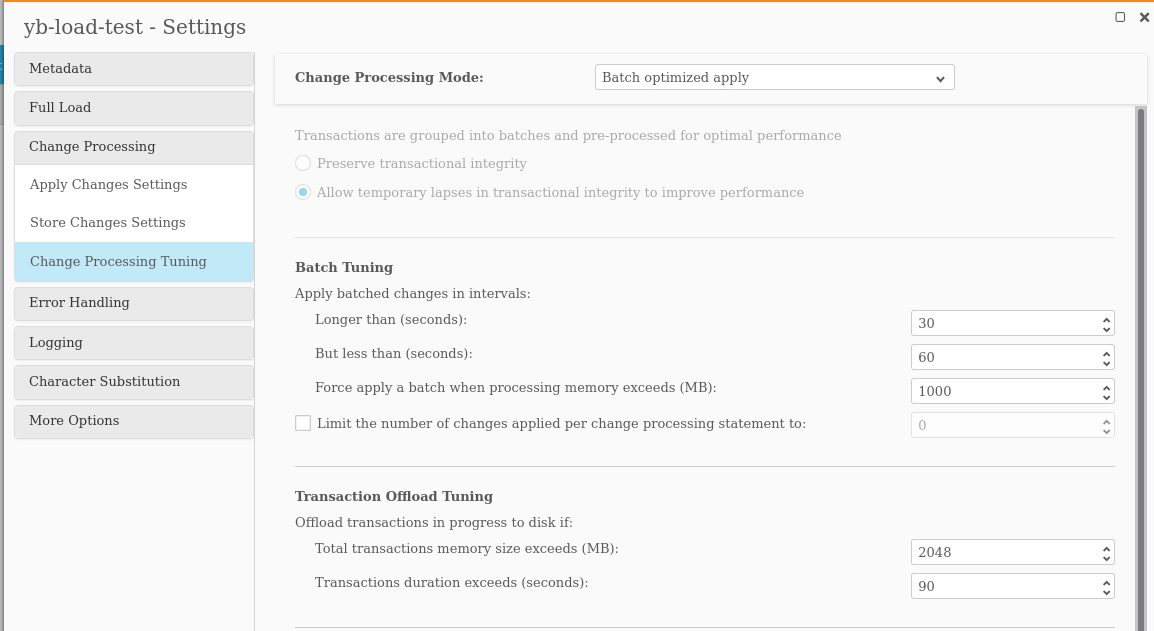 yb-load-test - Settings
Metadata
Full Load
Change Processing
Apply Changes Settings
Store Changes Settings
Change Processing Tuning
Error Handling
Logging
Character Substitution
More Options
Change Processing Mode: Batch optimized apply
Transactions are grouped into batches and pre-processed for optimal performance
Preserve transactional integrity
Allow temporary lapses in transactional integrity to improve performance
Batch Tuning
Apply batched changes in intervals:
Longer than (seconds): 30
But less than (seconds): 60
Force apply a batch when processing memory exceeds (MB): 1000
Limit the number of changes applied per change processing statement to: 0
Transaction Offload Tuning
Offload transactions in progress to disk if:
Total transactions memory size exceeds (MB): 2048
Transactions duration exceeds (seconds): 90